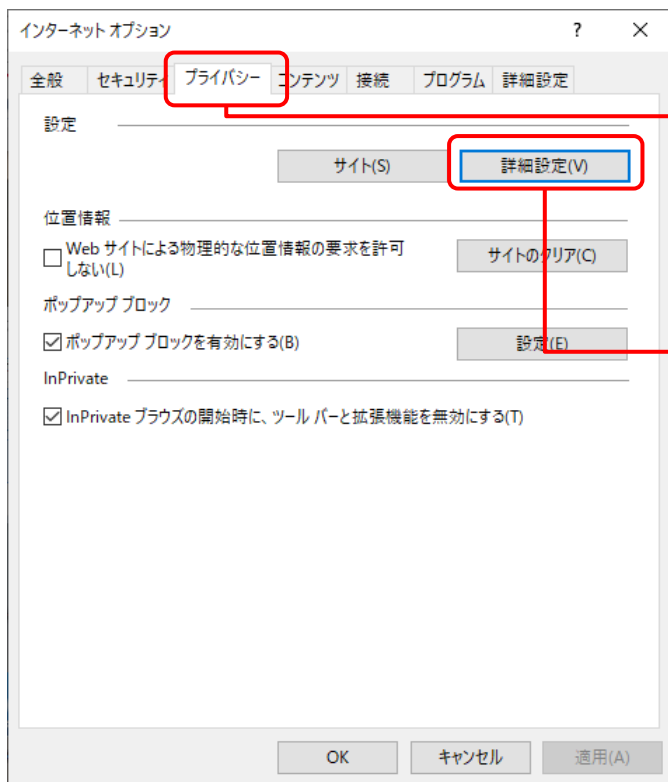 インターネット オプション
?
全般 セキュリティ プライバシー コンテンツ 接続 プログラム 詳細設定
設定
サイト(S) 詳細設定(V)
位置情報
Web サイトによる物理的な位置情報の要求を許可
しない(L)
サイトのクリア(C)
ポップアップ ブロック
ポップアップ ブロックを有効にする(B) 設定(E)
InPrivate
InPrivate ブラウズの開始時に、ツール バーと拡張機能を無効にする(T)
OK キャンセル 適用(A)